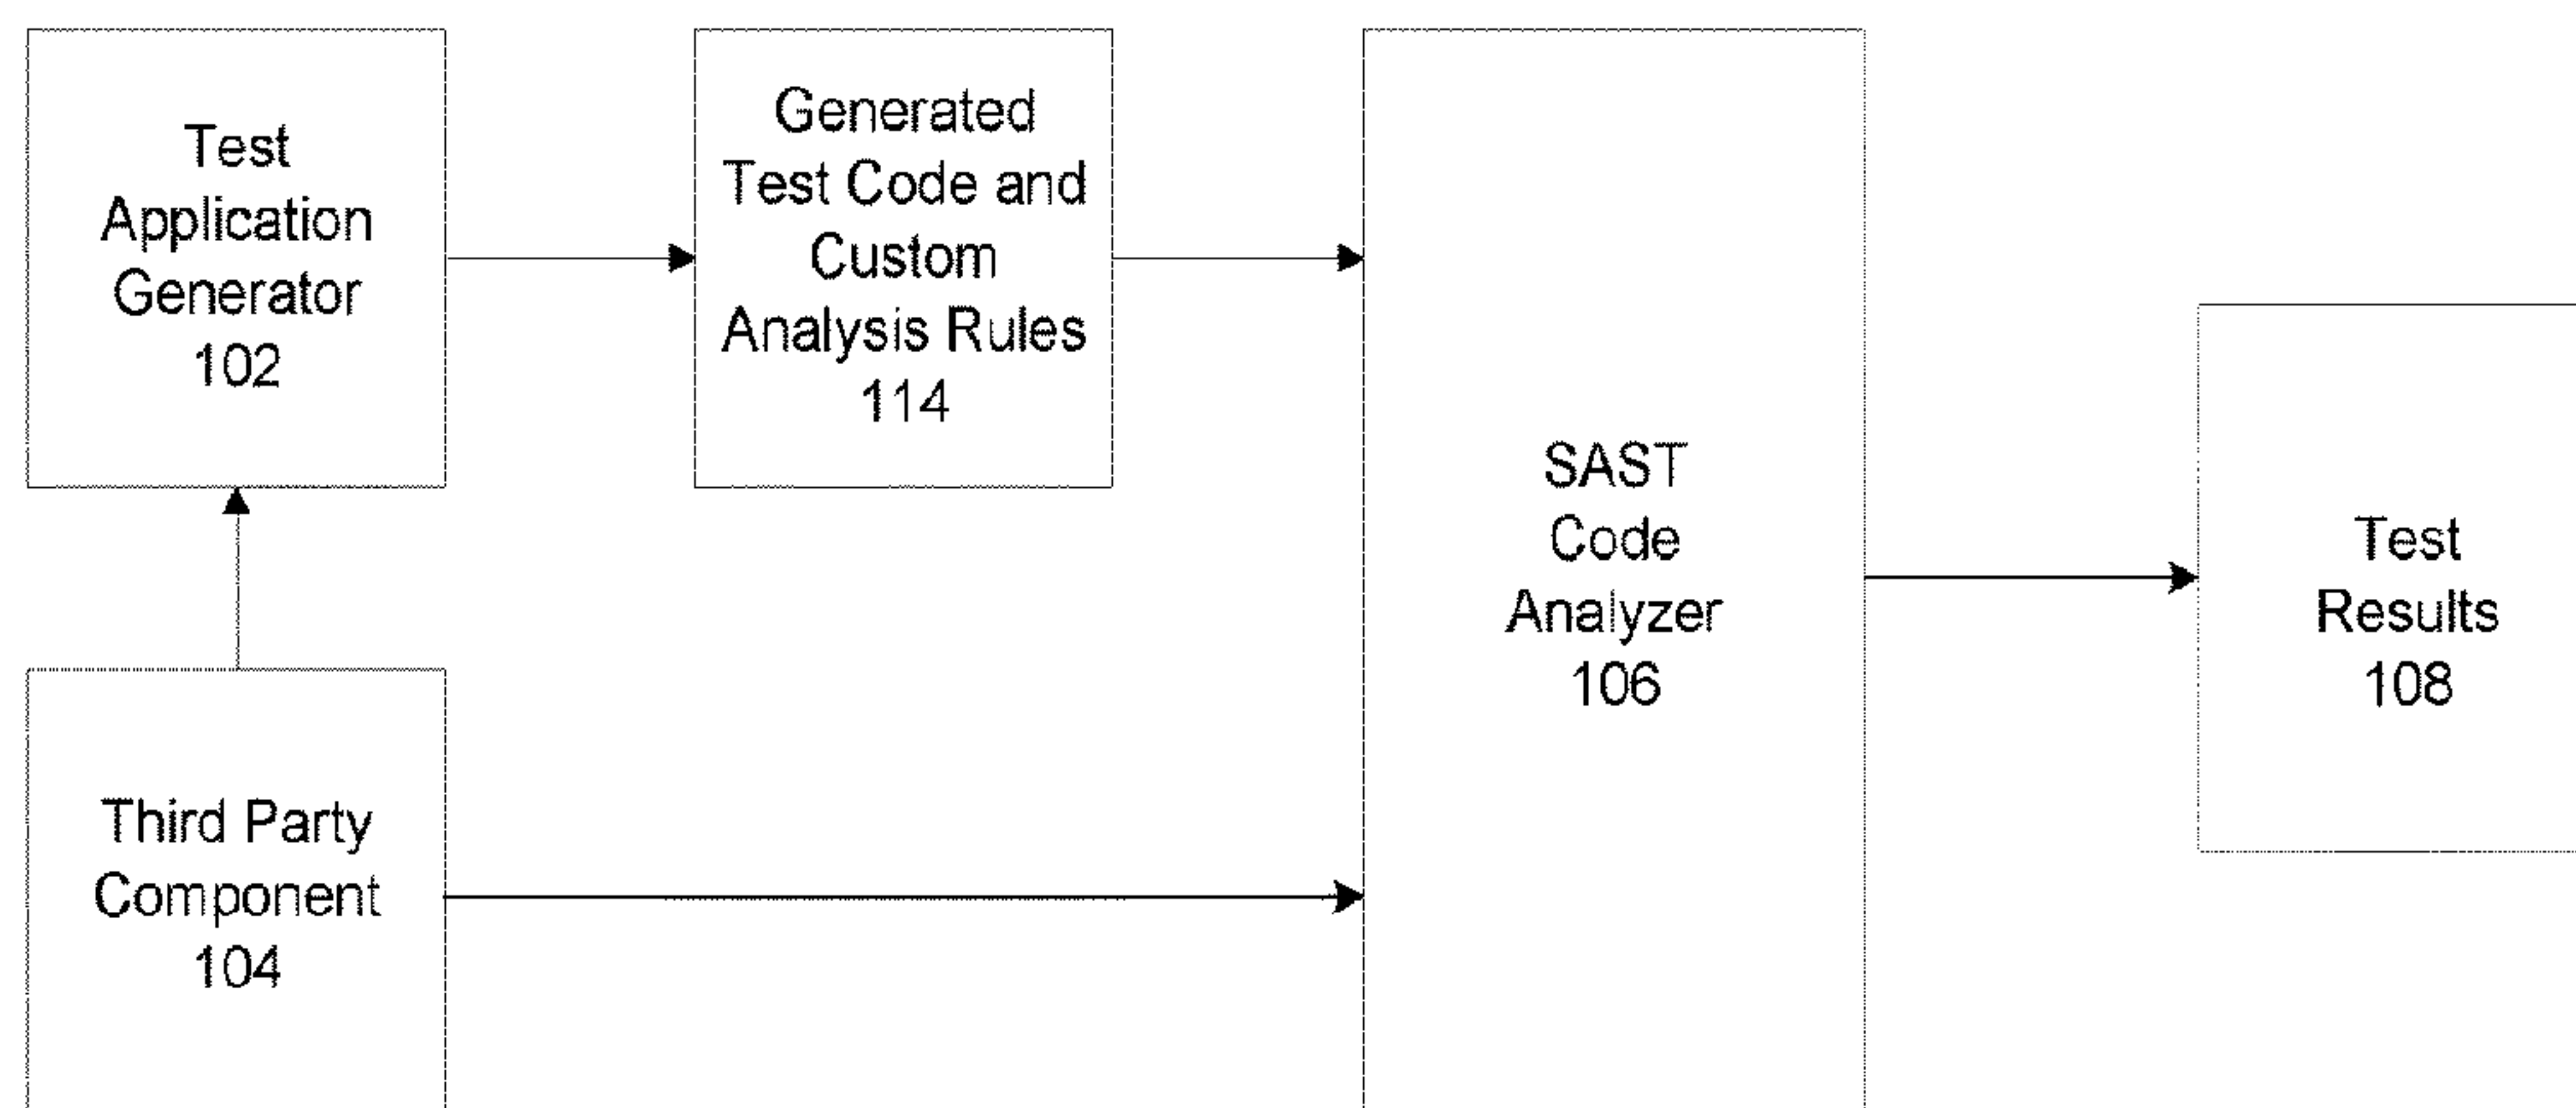 Test
Application
Generator
102
Generated
Test Code and
Custom
Analysis Rules
114
SAST
Code
Analyzer
106
Test
Results
108
Third Party
Component
104